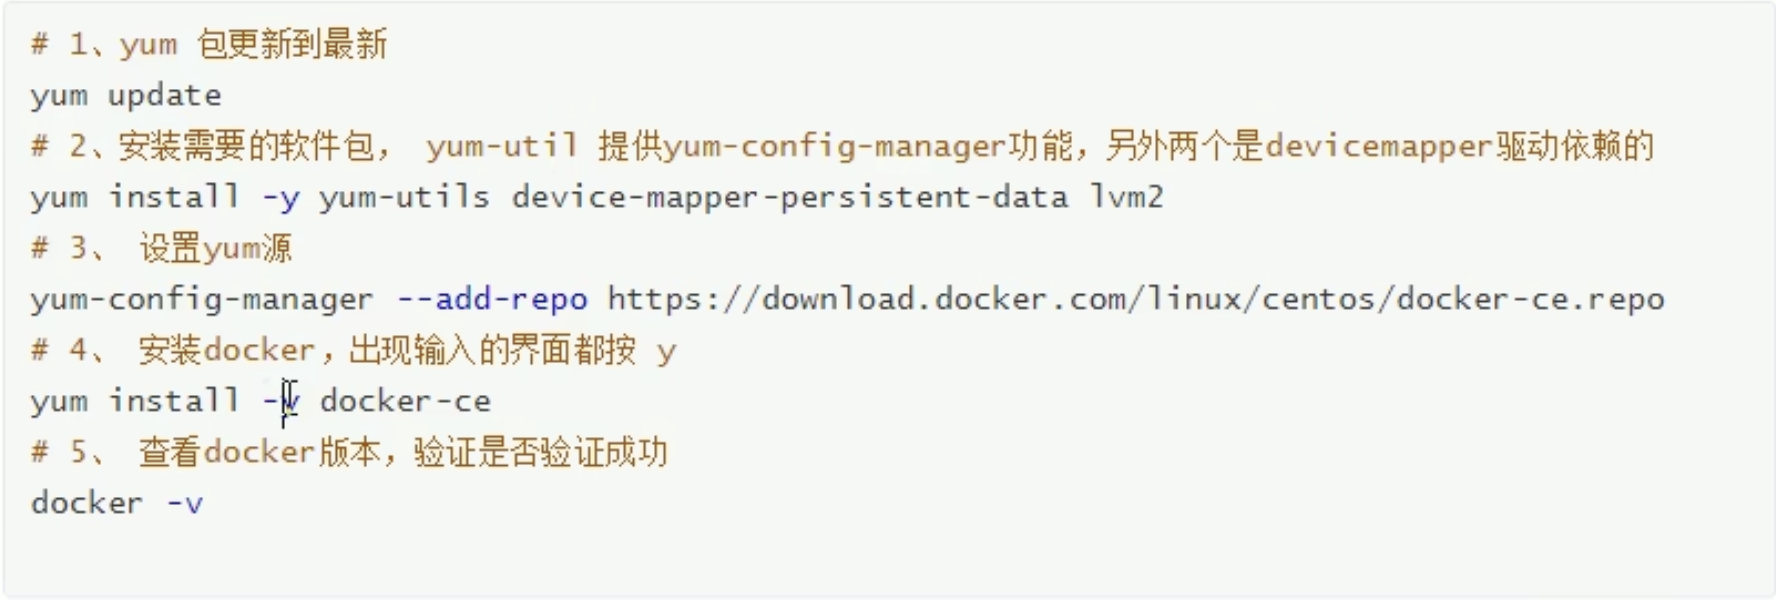 # 1、yum 包更新到最新
yum update
# 2、安装需要的软件包， yum-util 提供yum-config-manager功能，另外两个是devicemapper驱动依赖的
yum install -y yum-utils device-mapper-persistent-data lvm2
# 3、 设置yum源
yum-config-manager --add-repo https://download.docker.com/linux/centos/docker-ce.repo
# 4、 安装docker，出现输入的界面都按 y
yum install -y docker-ce
# 5、 查看docker版本，验证是否验证成功
docker -v